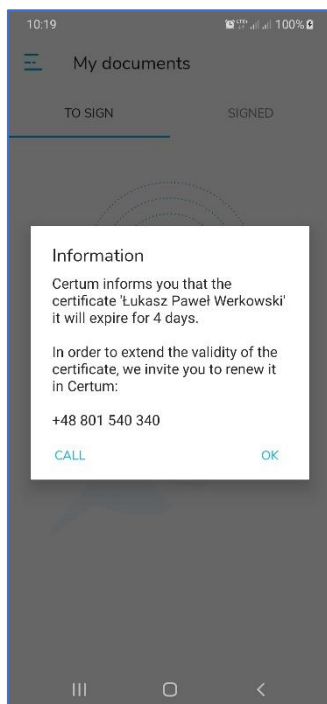 10:19
100%
My documents
TO SIGN
SIGNED
Information
Certum informs you that the
certificate 'Łukasz Paweł Werkowski'
it will expire for 4 days.
In order to extend the validity of the
certificate, we invite you to renew it
in Certum:
+48 801 540 340
CALL
OK